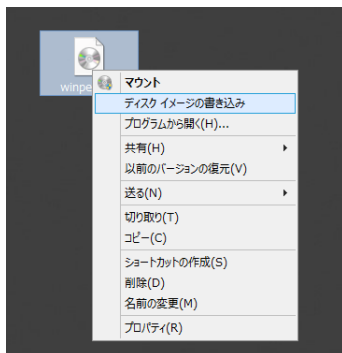 winpe
マウント
ディスク イメージの書き込み
プログラムから開く(H)...
共有(H)
以前のバージョンの復元(V)
送る(N)
切り取り(T)
コピー(C)
ショートカットの作成(S)
削除(D)
名前の変更(M)
プロパティ(R)